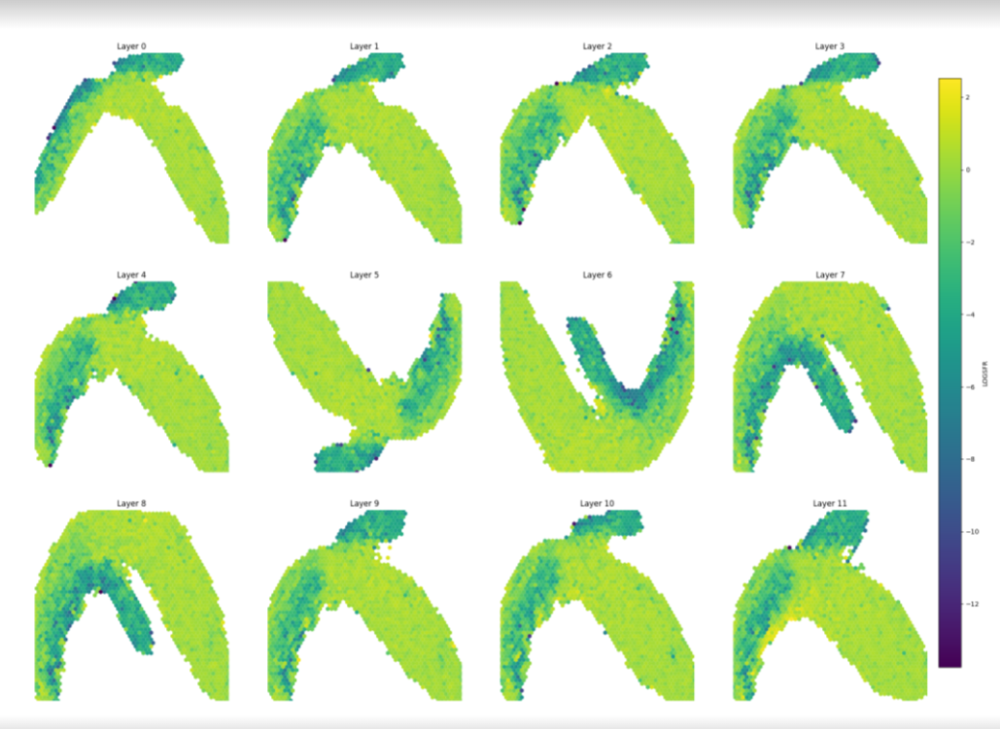 Layer 0
Layer 1
Layer 2
Layer 3
2
0
−2
−4
−6
−8
−10
−12
LOGSFR
Layer 4
Layer 5
Layer 6
Layer 7
Layer 8
Layer 9
Layer 10
Layer 11